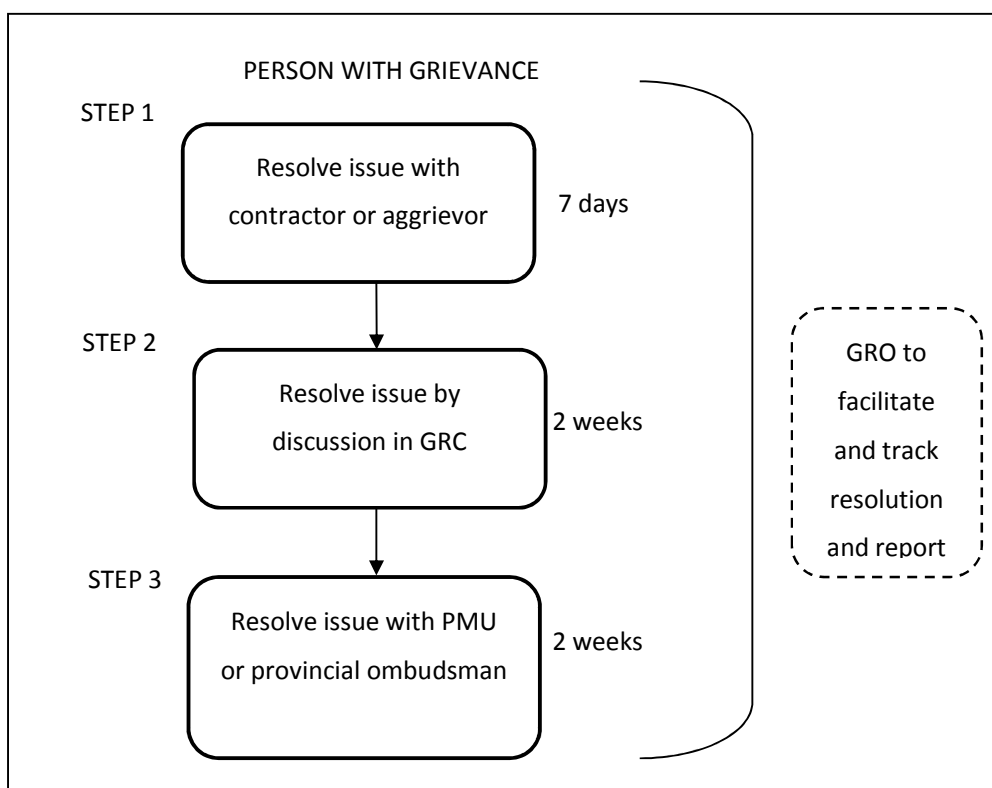 PERSON WITH GRIEVANCE
STEP 1
Resolve issue with
contractor or aggrievor
7 days
STEP 2
Resolve issue by
discussion in GRC
2 weeks
STEP 3
Resolve issue with PMU
or provincial ombudsman
2 weeks
GRO to
facilitate
and track
resolution
and report